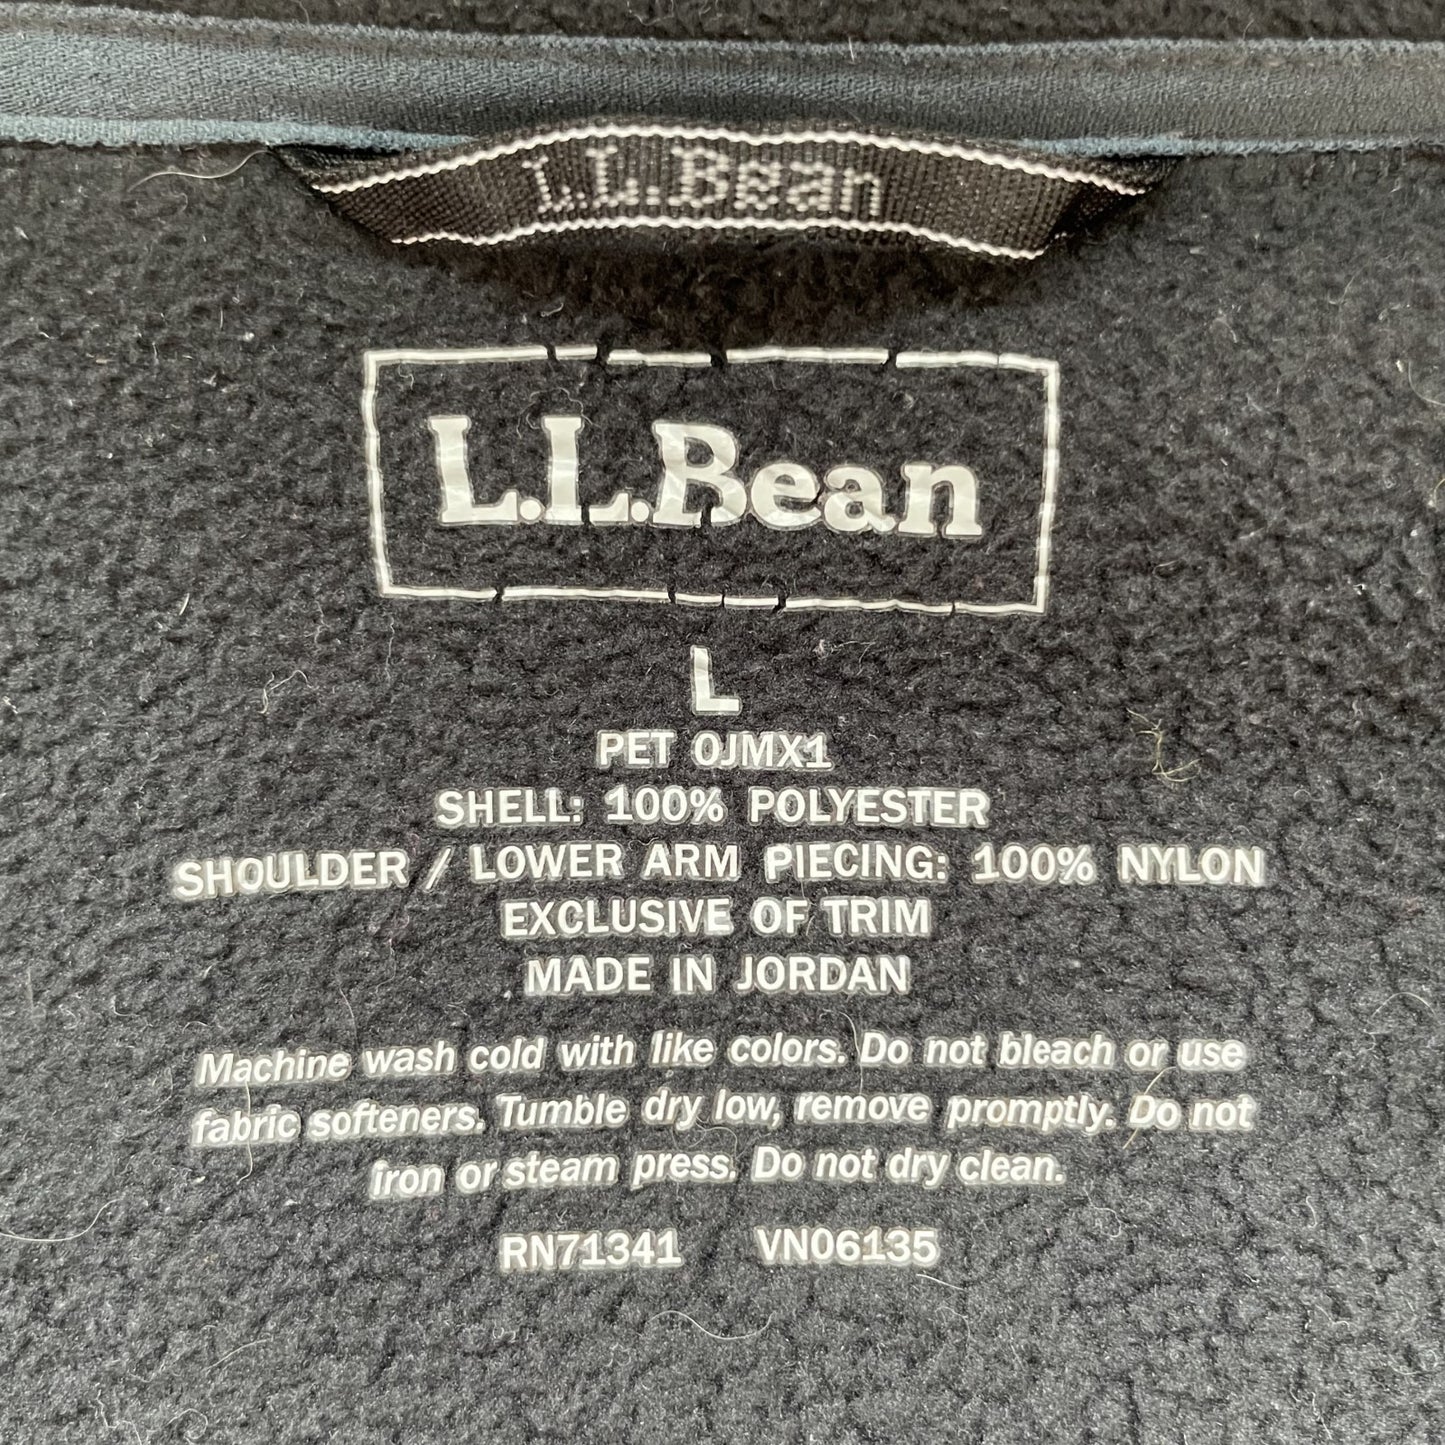 L.L.Bean
L.L.Bean
L
PET 0JMX1
SHELL: 100% POLYESTER
SHOULDER / LOWER ARM PIECING: 100% NYLON
EXCLUSIVE OF TRIM
MADE IN JORDAN
Machine wash cold with like colors. Do not bleach or use
fabric softeners. Tumble dry low, remove promptly. Do not
iron or steam press. Do not dry clean.
RN71341 VN06135